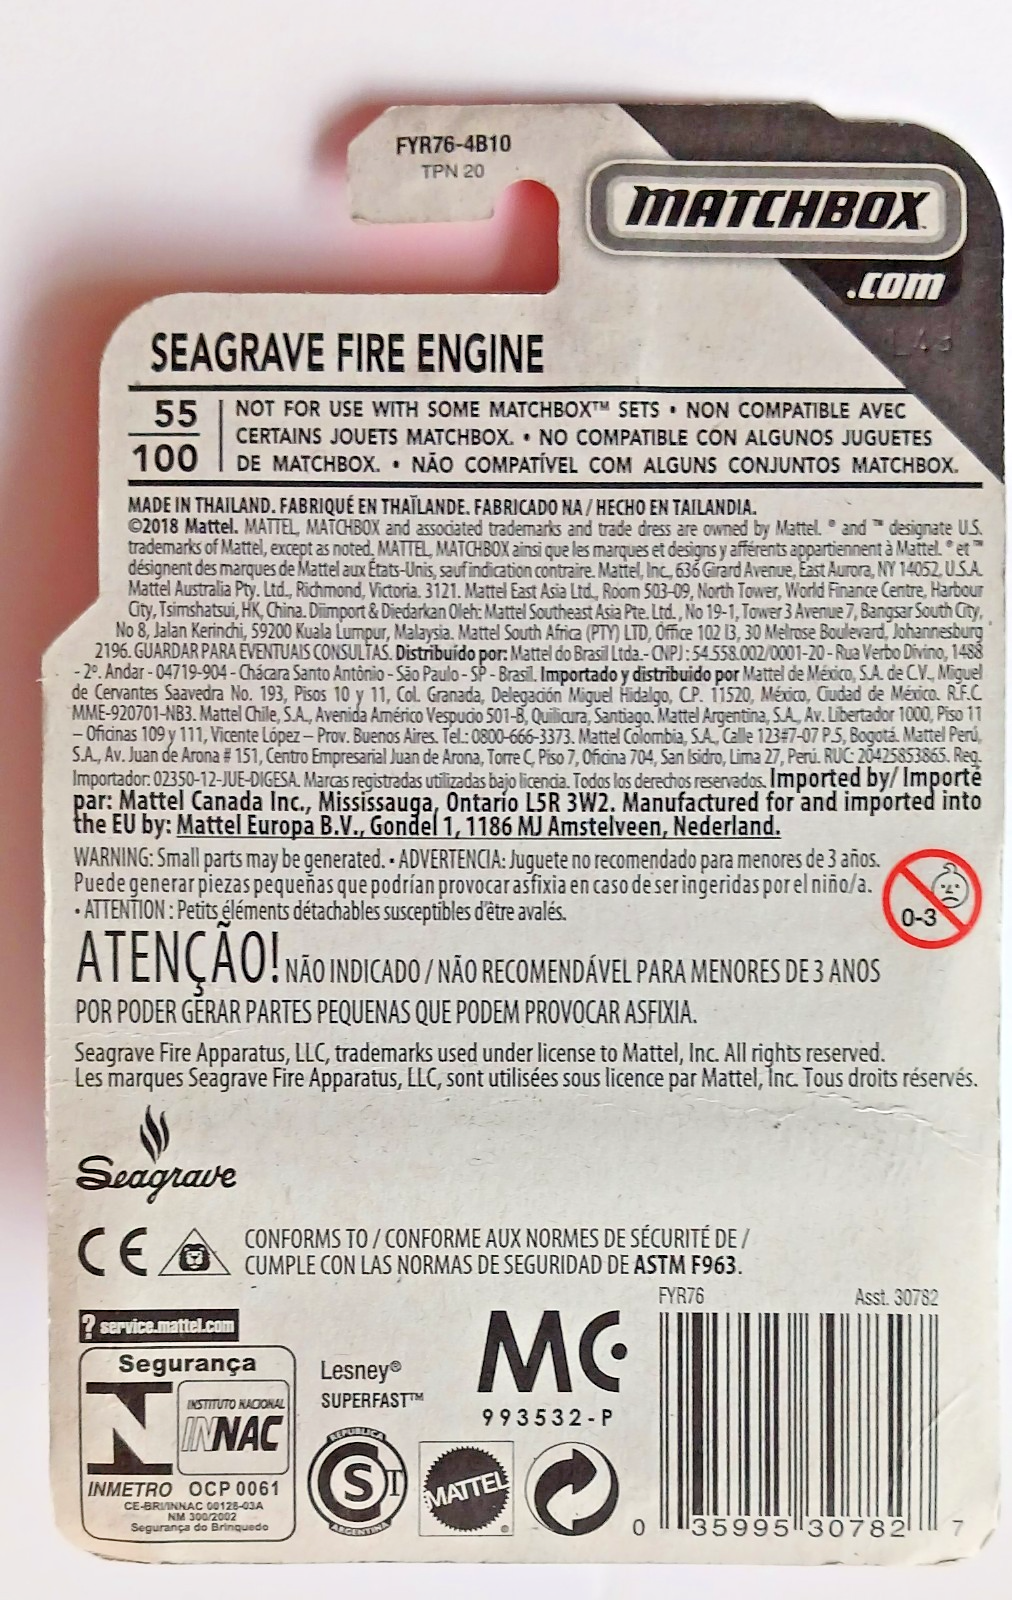 FYR76-4B10
TPN 20
MATCHBOX
.com
L43
SEAGRAVE FIRE ENGINE
55
100
NOT FOR USE WITH SOME MATCHBOX™ SETS • NON COMPATIBLE AVEC
CERTAINS JOUETS MATCHBOX. • NO COMPATIBLE CON ALGUNOS JUGUETES
DE MATCHBOX. • NÃO COMPATÍVEL COM ALGUNS CONJUNTOS MATCHBOX.
MADE IN THAILAND. FABRIQUÉ EN THAÏLANDE. FABRICADO NA / HECHO EN TAILANDIA.
©2018 Mattel. MATTEL, MATCHBOX and associated trademarks and trade dress are owned by Mattel. ® and ™ designate U.S.
trademarks of Mattel, except as noted. MATTEL, MATCHBOX ainsi que les marques et designs y afférents appartiennent à Mattel. ® et ™
désignent des marques de Mattel aux États-Unis, sauf indication contraire. Mattel, Inc., 636 Girard Avenue, East Aurora, NY 14052, U.S.A.
Mattel Australia Pty. Ltd., Richmond, Victoria. 3121. Mattel East Asia Ltd., Room 503-09, North Tower, World Finance Centre, Harbour
City, Tsimshatsui, HK, China. Diimport & Diedarkan Oleh: Mattel Southeast Asia Pte. Ltd., No 19-1, Tower 3 Avenue 7, Bangsar South City,
No 8, Jalan Kerinchi, 59200 Kuala Lumpur, Malaysia. Mattel South Africa (PTY) LTD, Office 102 I3, 30 Melrose Boulevard, Johannesburg
2196. GUARDAR PARA EVENTUAIS CONSULTAS. Distribuido por: Mattel do Brasil Ltda.- CNPJ : 54.558.002/0001-20 - Rua Verbo Divino, 1488
- 2º. Andar - 04719-904 - Chácara Santo Antônio - São Paulo - SP - Brasil. Importado y distribuido por Mattel de México, S.A. de C.V., Miguel
de Cervantes Saavedra No. 193, Pisos 10 y 11, Col. Granada, Delegación Miguel Hidalgo, C.P. 11520, México, Ciudad de México. R.F.C.
MME-920701-NB3. Mattel Chile, S.A., Avenida Américo Vespucio 501-B, Quilicura, Santiago. Mattel Argentina, S.A., Av. Libertador 1000, Piso 11
– Oficinas 109 y 111, Vicente López – Prov. Buenos Aires. Tel.: 0800-666-3373. Mattel Colombia, S.A., Calle 123#7-07 P.5, Bogotá. Mattel Perú,
S.A., Av. Juan de Arona # 151, Centro Empresarial Juan de Arona, Torre C, Piso 7, Oficina 704, San Isidro, Lima 27, Perú. RUC: 20425853865. Reg.
Importador: 02350-12-JUE-DIGESA. Marcas registradas utilizadas bajo licencia. Todos los derechos reservados. Imported by/ Importé
par: Mattel Canada Inc., Mississauga, Ontario L5R 3W2. Manufactured for and imported into
the EU by: Mattel Europa B.V., Gondel 1, 1186 MJ Amstelveen, Nederland.
WARNING: Small parts may be generated. • ADVERTENCIA: Juguete no recomendado para menores de 3 años.
Puede generar piezas pequeñas que podrían provocar asfixia en caso de ser ingeridas por el niño/a.
• ATTENTION : Petits éléments détachables susceptibles d'être avalés.
0-3
ATENÇÃO! NÃO INDICADO / NÃO RECOMENDÁVEL PARA MENORES DE 3 ANOS
POR PODER GERAR PARTES PEQUENAS QUE PODEM PROVOCAR ASFIXIA.
Seagrave Fire Apparatus, LLC, trademarks used under license to Mattel, Inc. All rights reserved.
Les marques Seagrave Fire Apparatus, LLC, sont utilisées sous licence par Mattel, Inc. Tous droits réservés.
Seagrave
CE
CONFORMS TO / CONFORME AUX NORMES DE SÉCURITÉ DE /
CUMPLE CON LAS NORMAS DE SEGURIDAD DE ASTM F963.
FYR76 Asst. 30782
? service.mattel.com
Segurança
INSTITUTO NACIONAL
INNAC
INMETRO OCP 0061
CE-BRI/INNAC 00126-03A
NM 300/2002
Segurança do Brinquedo
Lesney®
SUPERFAST™
MC
993532-P
REPUBLICA
ST
ARGENTINA
MATTEL
®
0 35995 30782 7